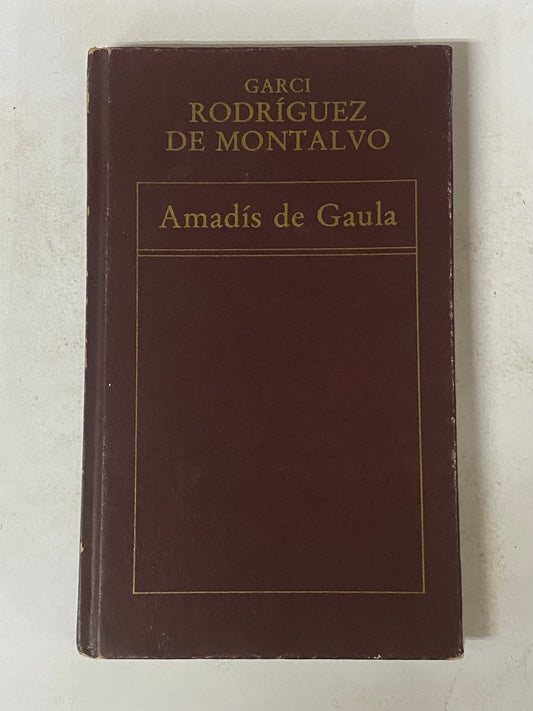 GARCI
RODRÍGUEZ
DE MONTALVO
Amadís de Gaula